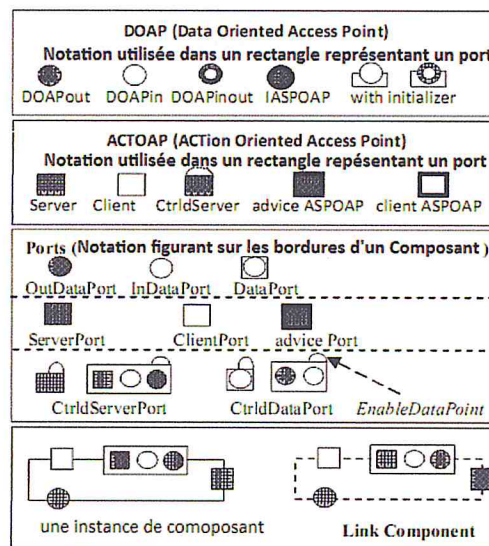 DOAP (Data Oriented Access Point)
Notation utilisée dans un rectangle représentant un port
DOAPout DOAPin DOAPinout IASPOAP with initializer
ACTOAP (ACTion Oriented Access Point)
Notation utilisée dans un rectangle repésentant un port
Server Client CtrldServer advice ASPOAP client ASPOAP
Ports (Notation figurant sur les bordures d'un Composant )
OutDataPort InDataPort DataPort
ServerPort ClientPort advice Port
CtrldServerPort CtrldDataPort EnableDataPoint
une instance de comoposant Link Component